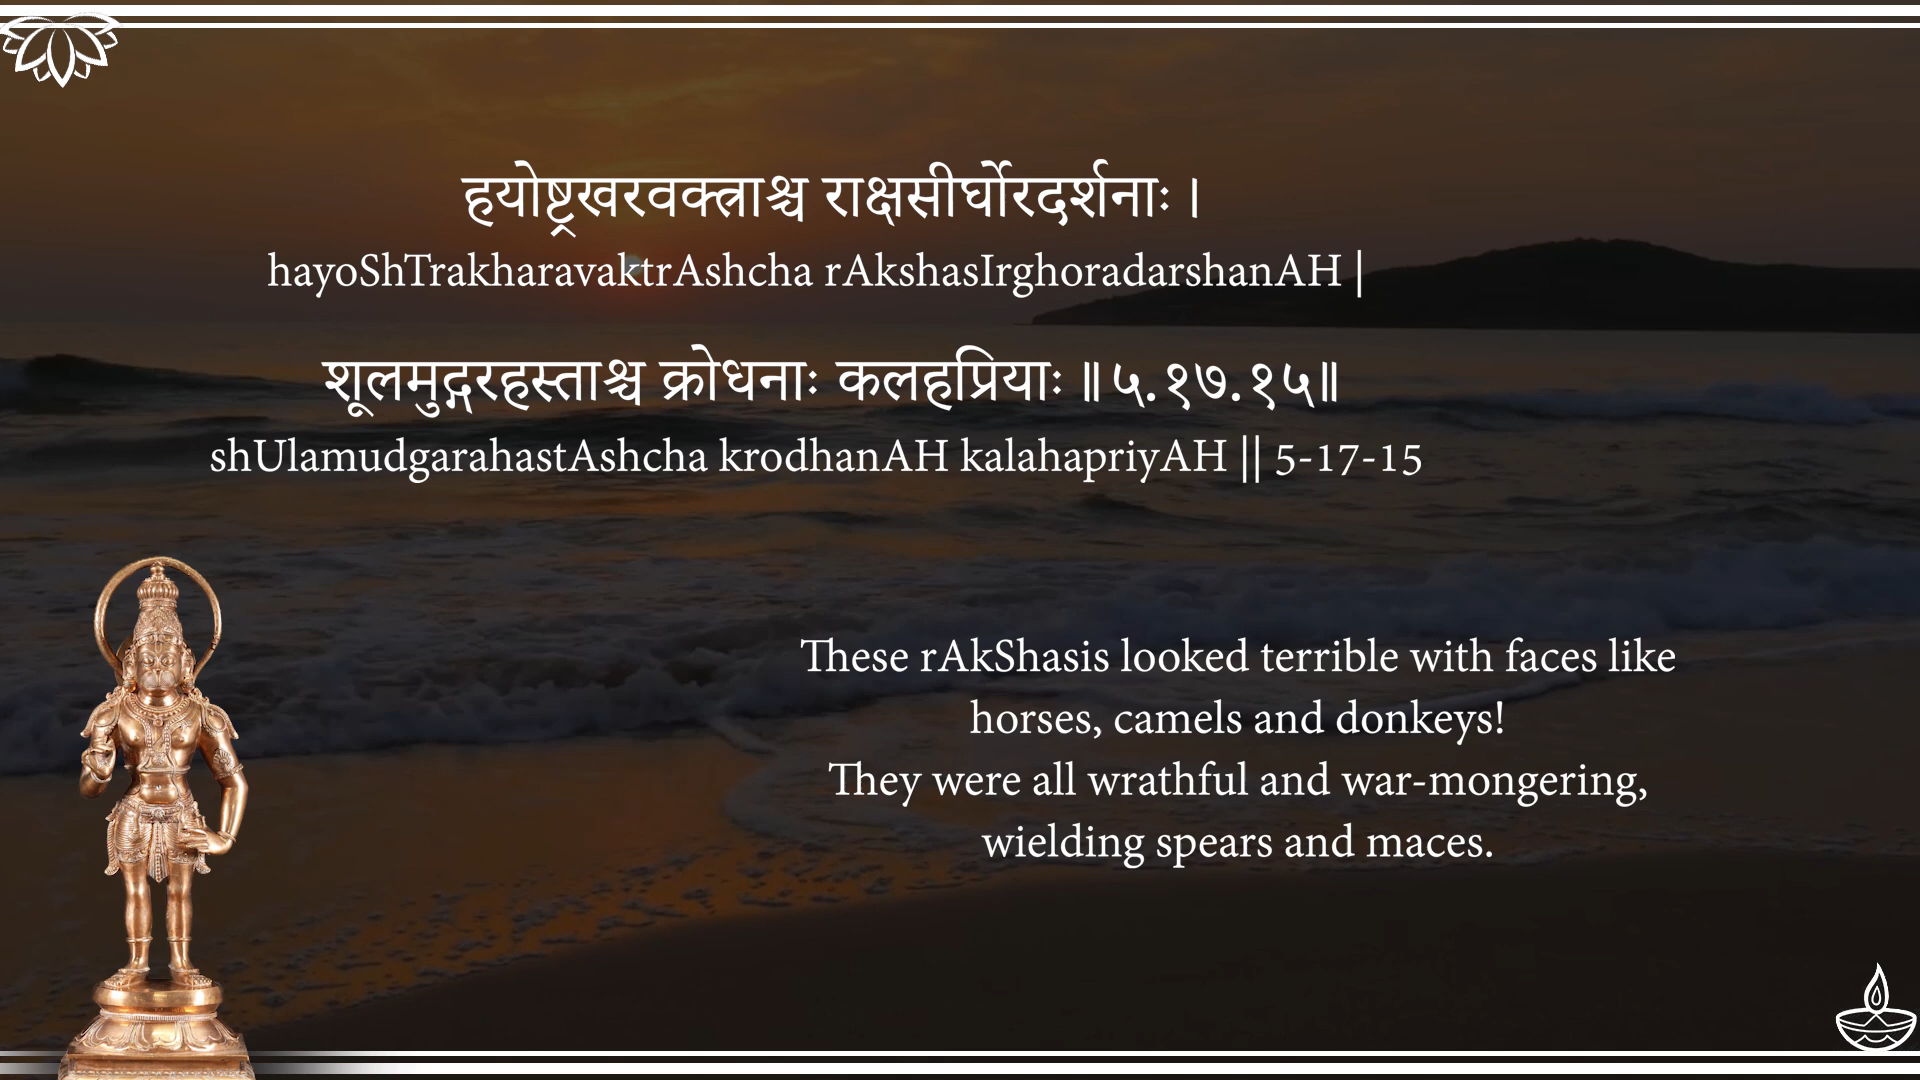 हयोष्ट्रखरवक्त्राश्च राक्षसीर्घोरदर्शनाः ।
hayoShTrakharavaktrAshcha rAkshasIrghoradarshanAH |
शूलमुद्गरहस्ताश्च क्रोधनाः कलहप्रियाः ॥५.१७.१५॥
shUlamudgarahastAshcha krodhanAH kalahapriyAH || 5-17-15
These rAkShasis looked terrible with faces like
horses, camels and donkeys!
They were all wrathful and war-mongering,
wielding spears and maces.